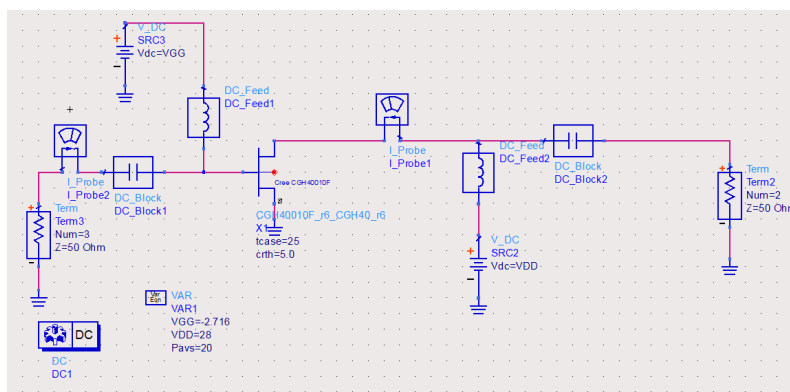 V_DC
SRC3
Vdc=VGG
DC_Feed
DC_Feed1
I_Probe
I_Probe2
DC_Block
DC_Block1
Term
Term3
Num=3
Z=50 Ohm
Cree CGH40010F
CGH40010F_r6_CGH40_r6
X1
tcase=25
crth=5.0
I_Probe
I_Probe1
DC_Feed
DC_Feed2
DC_Block
DC_Block2
V_DC
SRC2
Vdc=VDD
Term
Term2
Num=2
Z=50 Ohm
Var
Eqn
VAR
VAR1
VGG=-2.716
VDD=28
Pavs=20
DC
DC
DC1